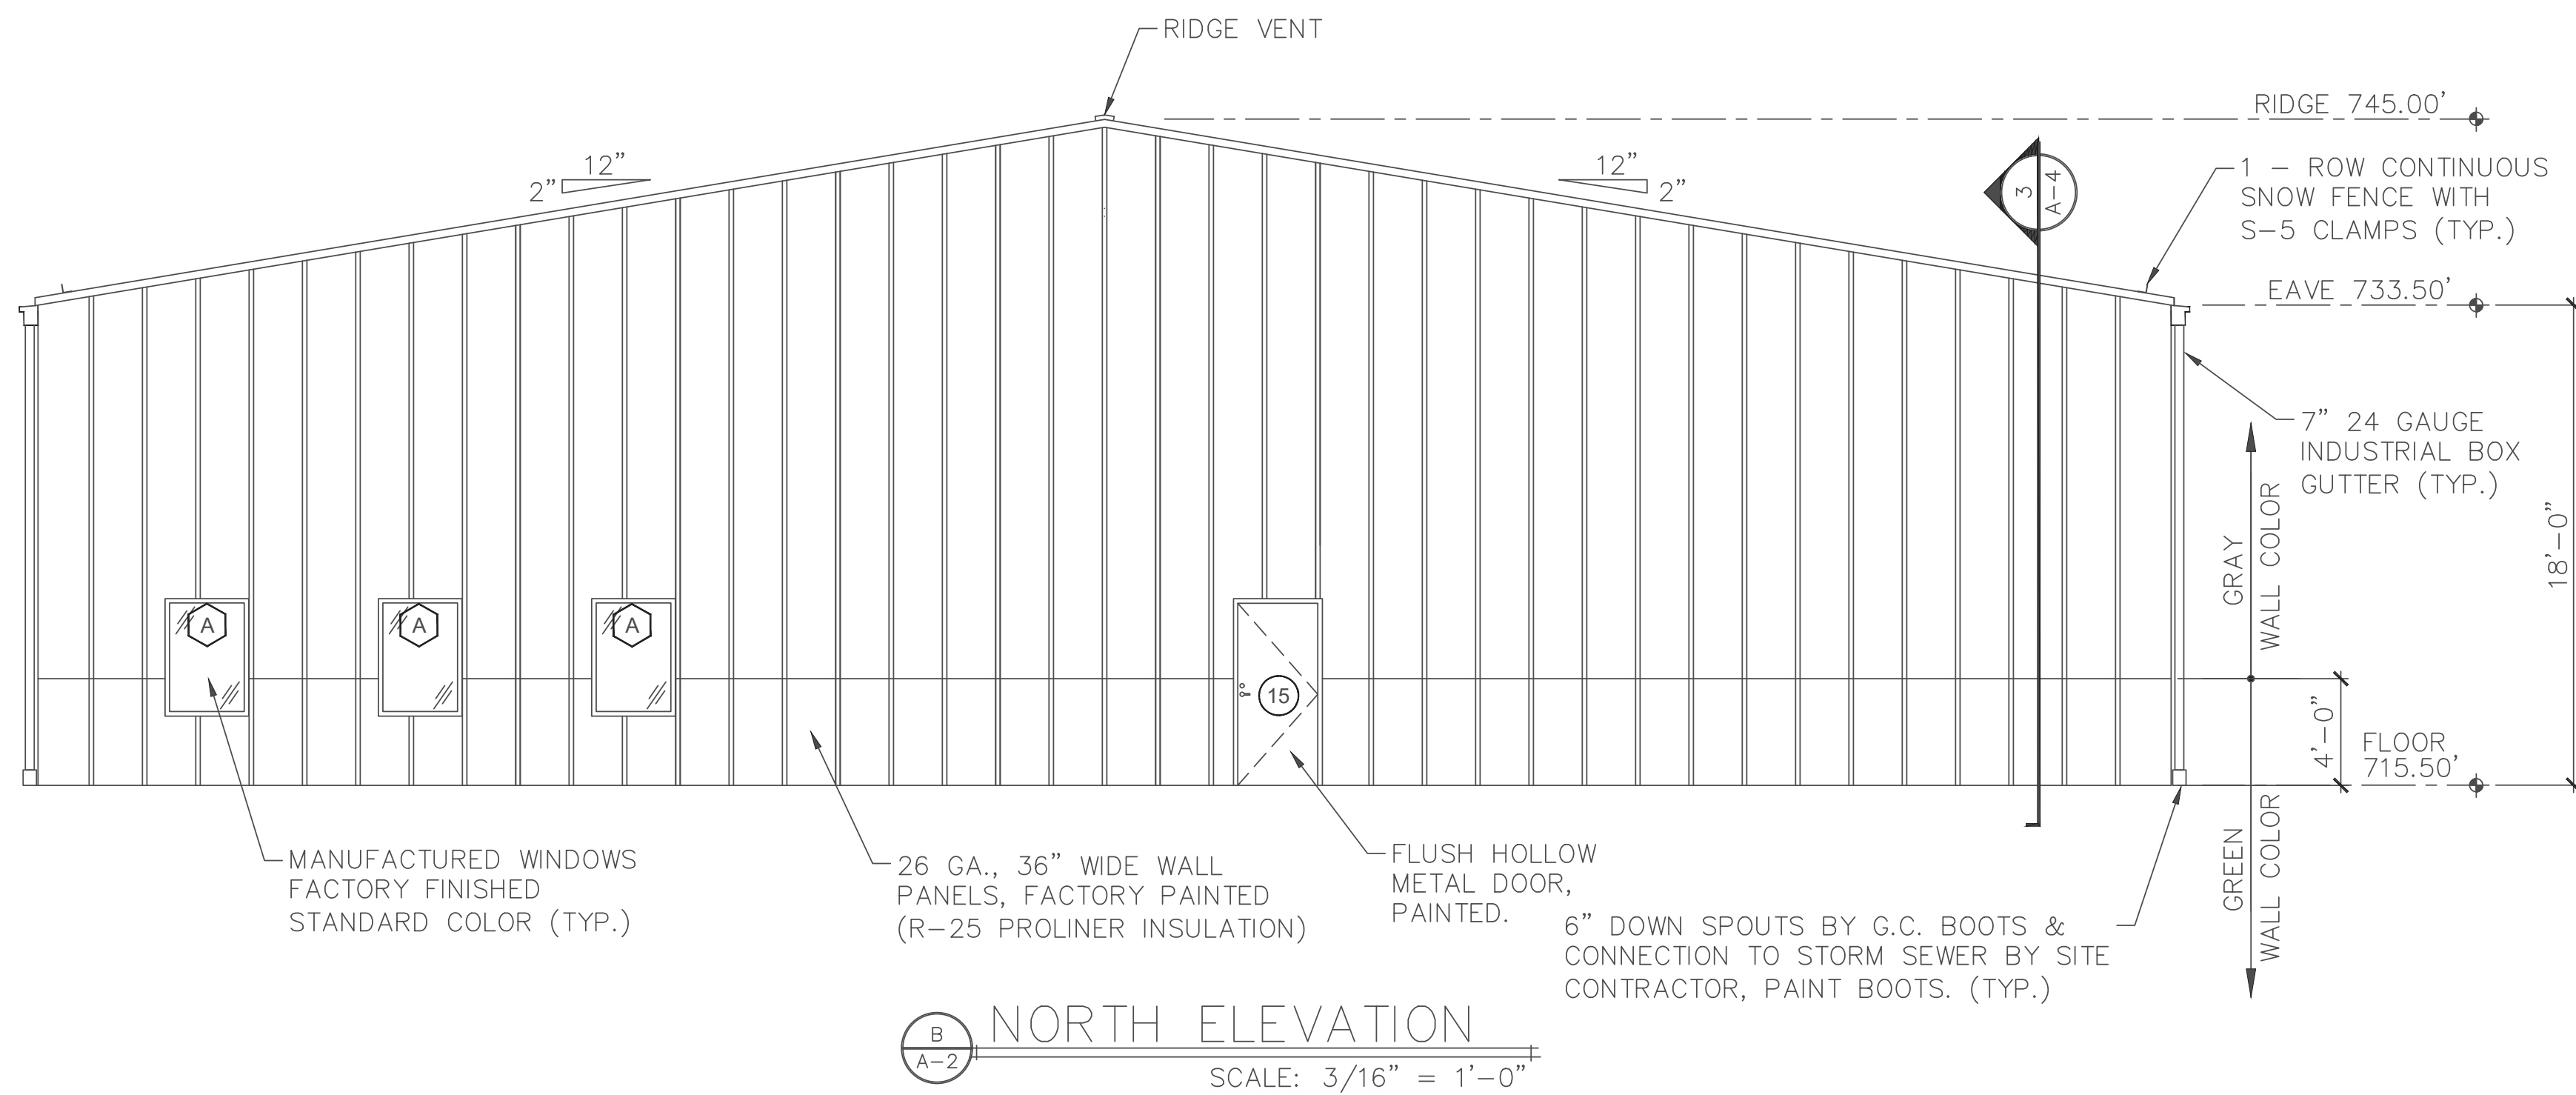 RIDGE VENT
RIDGE 745.00'
12"
2"
12"
2"
3
A-4
1 - ROW CONTINUOUS
SNOW FENCE WITH
S-5 CLAMPS (TYP.)
EAVE 733.50'
7" 24 GAUGE
INDUSTRIAL BOX
GUTTER (TYP.)
GRAY
WALL COLOR
18'-0"
A
A
A
15
4'-0"
FLOOR
715.50'
GREEN
WALL COLOR
MANUFACTURED WINDOWS
FACTORY FINISHED
STANDARD COLOR (TYP.)
26 GA., 36" WIDE WALL
PANELS, FACTORY PAINTED
(R-25 PROLINER INSULATION)
FLUSH HOLLOW
METAL DOOR,
PAINTED.
6" DOWN SPOUTS BY G.C. BOOTS &
CONNECTION TO STORM SEWER BY SITE
CONTRACTOR, PAINT BOOTS. (TYP.)
B
A-2
NORTH ELEVATION
SCALE: 3/16" = 1'-0"